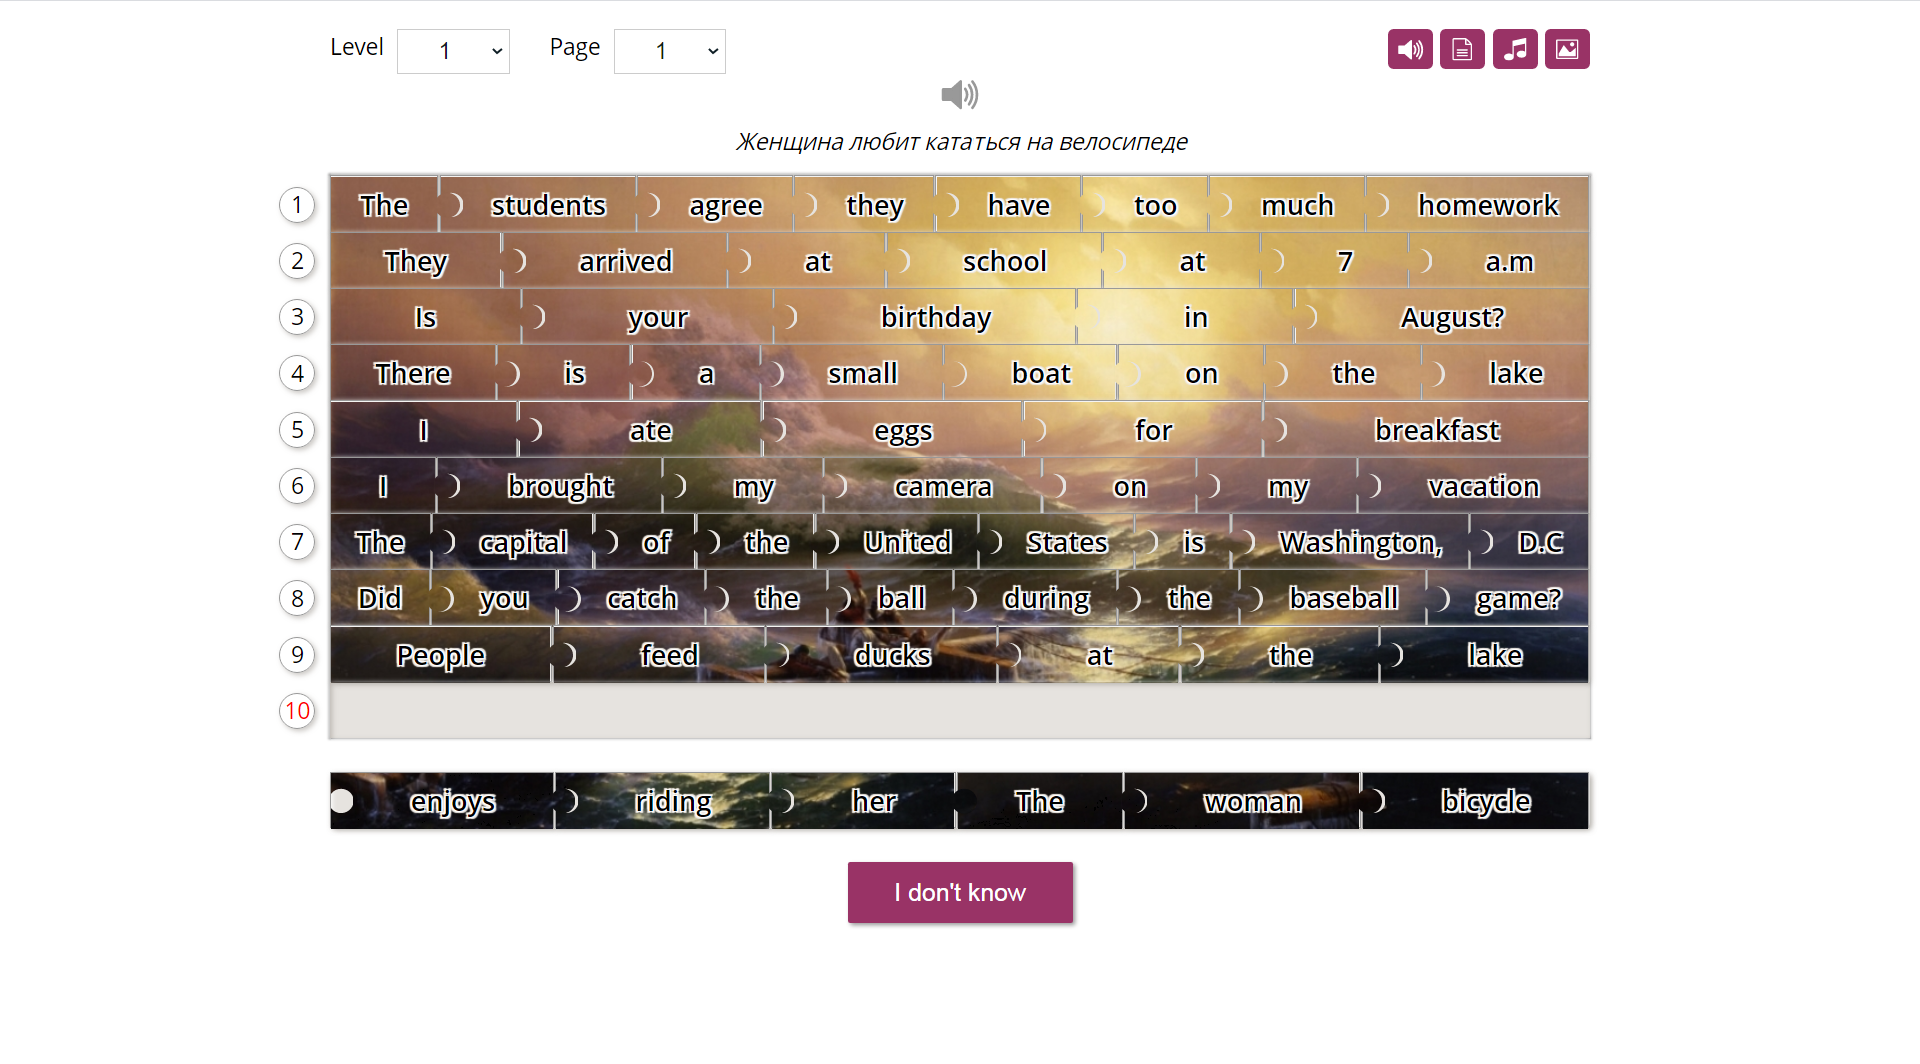 Level 1 Page 1
Женщина любит кататься на велосипеде
1 The students agree they have too much homework
2 They arrived at school at 7 a.m
3 Is your birthday in August?
4 There is a small boat on the lake
5 I ate eggs for breakfast
6 I brought my camera on my vacation
7 The capital of the United States is Washington, D.C
8 Did you catch the ball during the baseball game?
9 People feed ducks at the lake
10
enjoys riding her The woman bicycle
I don't know